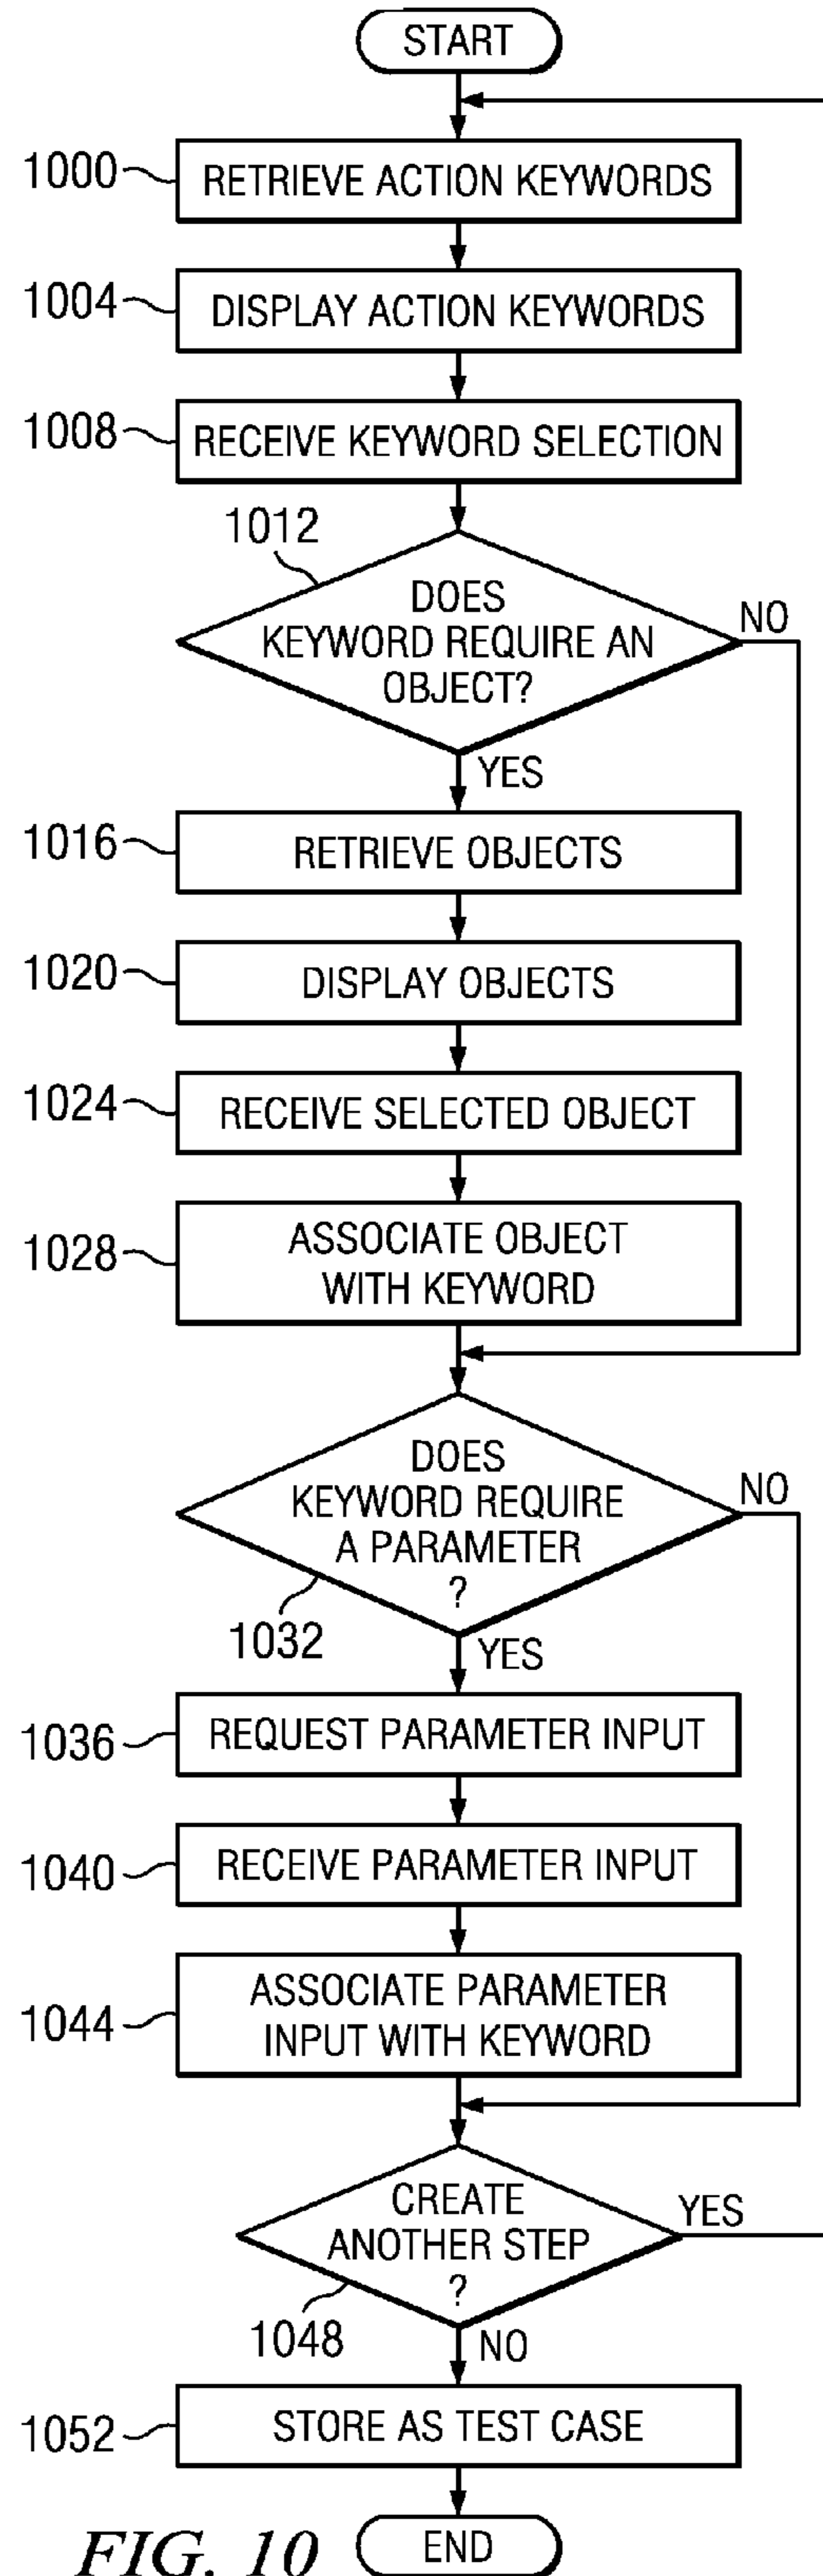 START
1000
RETRIEVE ACTION KEYWORDS
1004
DISPLAY ACTION KEYWORDS
1008
RECEIVE KEYWORD SELECTION
1012
DOES
KEYWORD REQUIRE AN
OBJECT?
NO
YES
1016
RETRIEVE OBJECTS
1020
DISPLAY OBJECTS
1024
RECEIVE SELECTED OBJECT
1028
ASSOCIATE OBJECT
WITH KEYWORD
DOES
KEYWORD REQUIRE
A PARAMETER
?
NO
1032
YES
1036
REQUEST PARAMETER INPUT
1040
RECEIVE PARAMETER INPUT
1044
ASSOCIATE PARAMETER
INPUT WITH KEYWORD
CREATE
ANOTHER STEP
?
YES
1048
NO
1052
STORE AS TEST CASE
FIG. 10
END